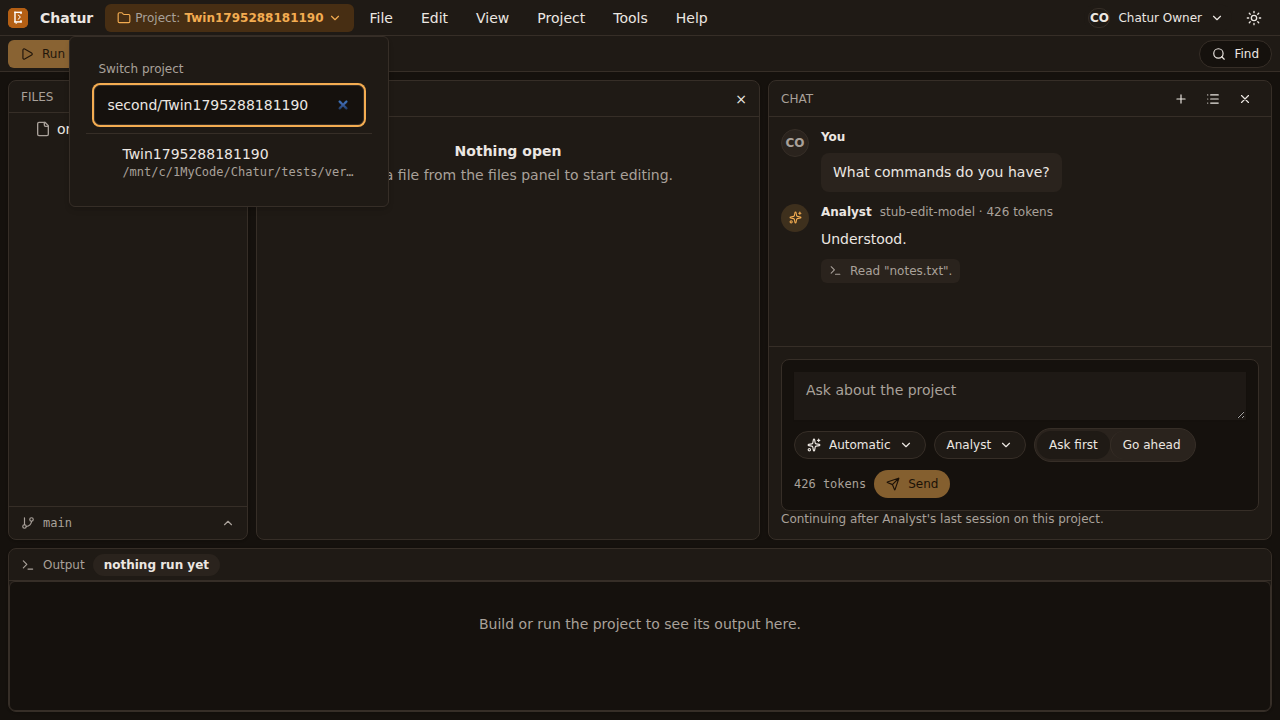 Chatur
Project: Twin1795288181190
File
Edit
View
Project
Tools
Help
CO
Chatur Owner
Run
Find
Switch project
second/Twin1795288181190
Twin1795288181190
/mnt/c/1MyCode/Chatur/tests/ver…
FILES
Nothing open
a file from the files panel to start editing.
main
CHAT
CO
You
What commands do you have?
Analyst stub-edit-model · 426 tokens
Understood.
Read "notes.txt".
Ask about the project
Automatic
Analyst
Ask first
Go ahead
426 tokens
Send
Continuing after Analyst's last session on this project.
Output
nothing run yet
Build or run the project to see its output here.